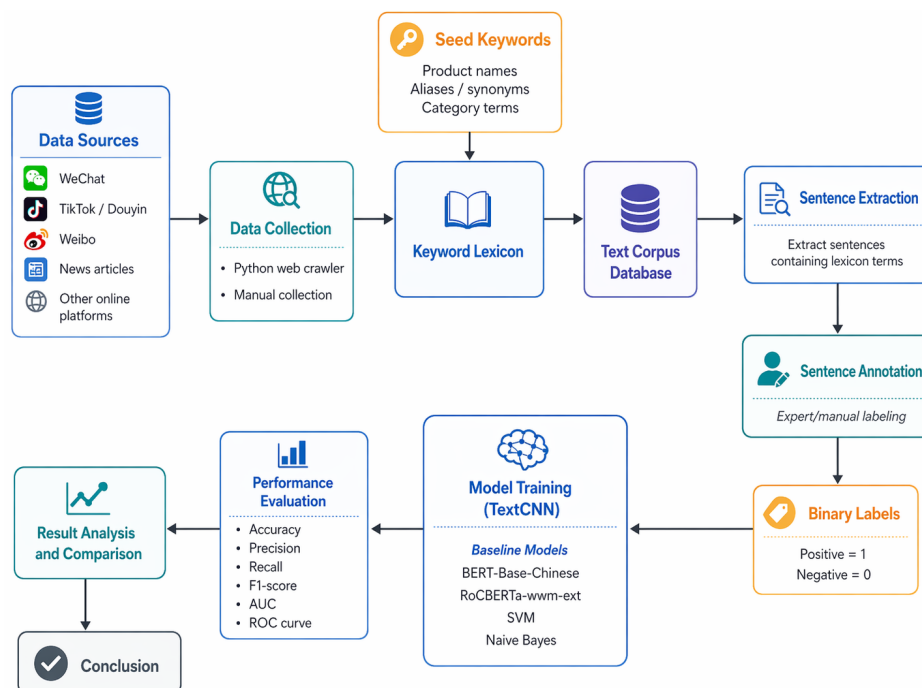 Seed Keywords
Product names
Aliases / synonyms
Category terms
Data Sources
WeChat
TikTok / Douyin
Weibo
News articles
Other online
platforms
Data Collection
• Python web crawler
• Manual collection
Keyword Lexicon
Text Corpus
Database
Sentence Extraction
Extract sentences
containing lexicon terms
Sentence Annotation
Expert/manual labeling
Binary Labels
Positive = 1
Negative = 0
Model Training
(TextCNN)
Baseline Models
BERT-Base-Chinese
RoCBERTa-wwm-ext
SVM
Naive Bayes
Performance
Evaluation
• Accuracy
• Precision
• Recall
• F1-score
• AUC
• ROC curve
Result Analysis
and Comparison
Conclusion